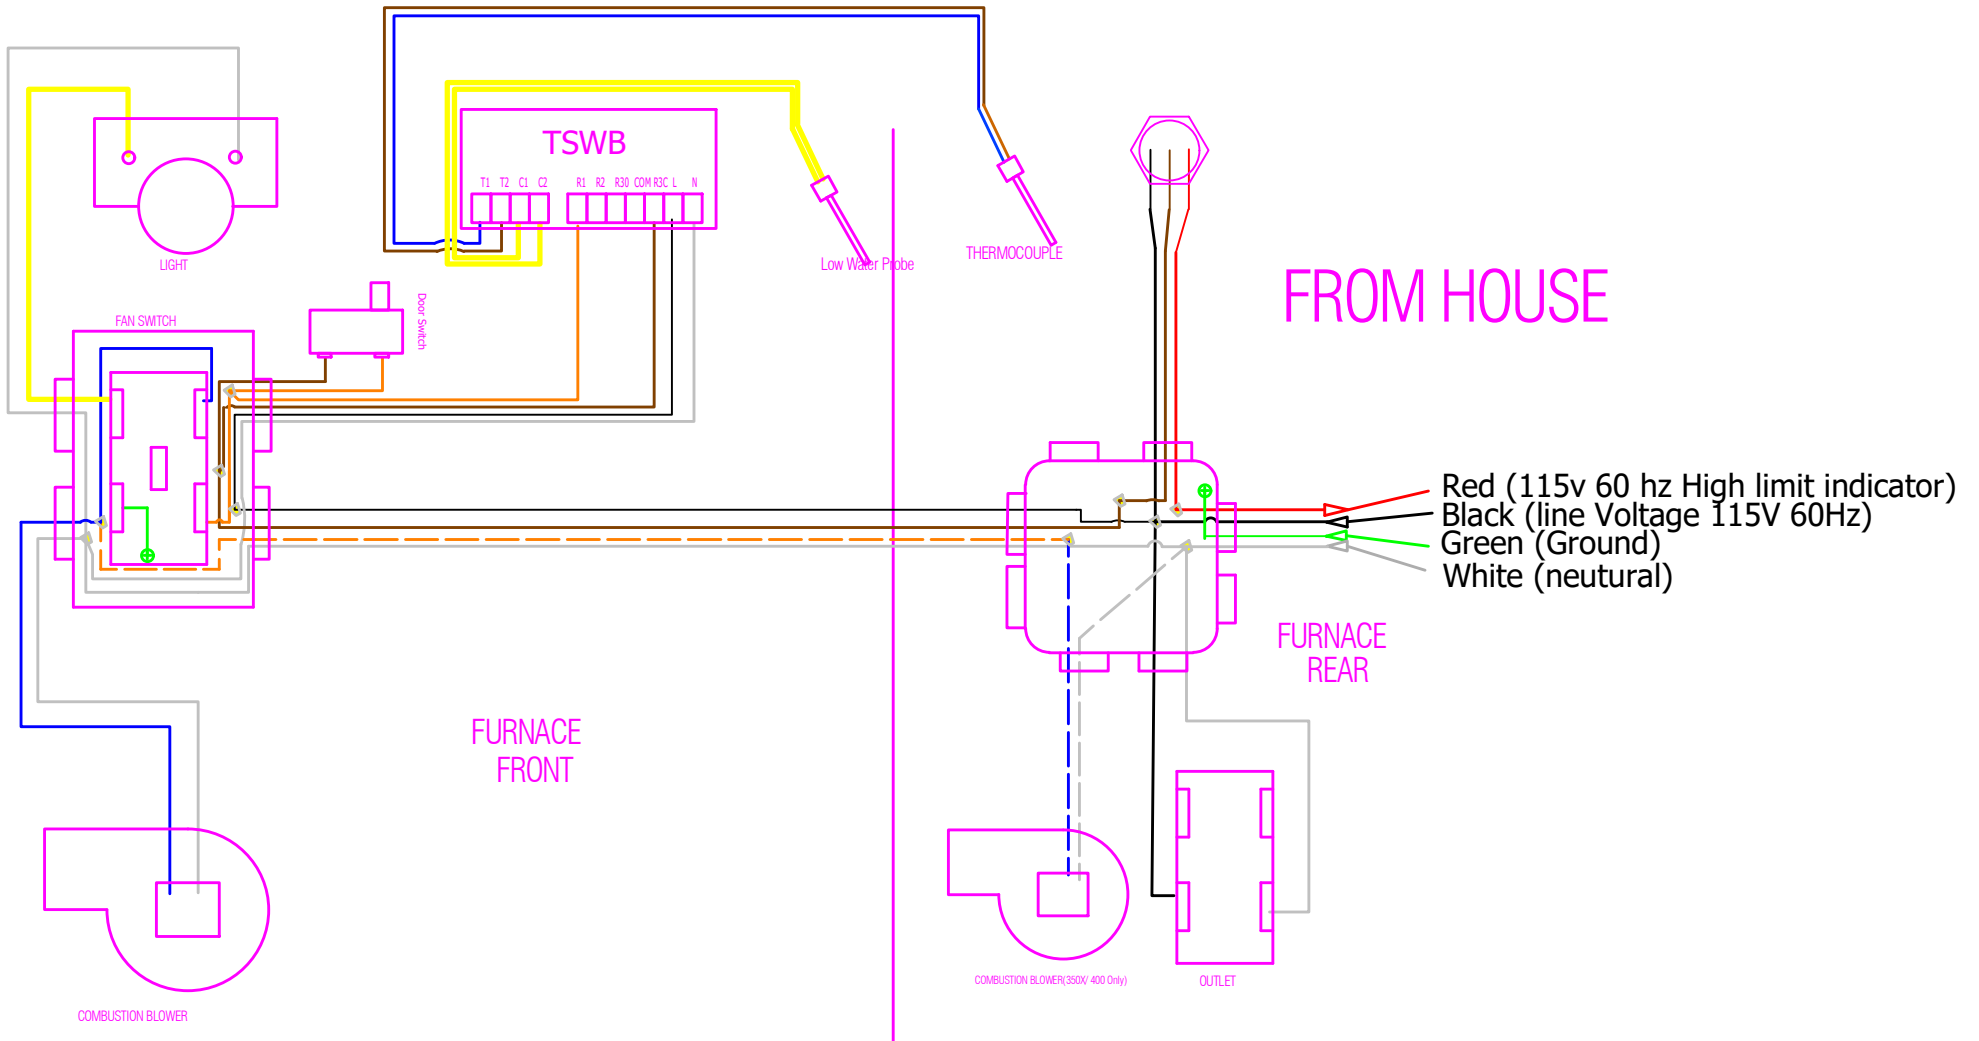 TSWB
T1 T2 C1 C2 R1 R2 R30 COM R3C L N
LIGHT
Low Water Probe
THERMOCOUPLE
FROM HOUSE
Door Switch
FAN SWITCH
Red (115v 60 hz High limit indicator)
Black (line Voltage 115V 60Hz)
Green (Ground)
White (neutural)
FURNACE
REAR
FURNACE
FRONT
COMBUSTION BLOWER(350X/ 400 Only)
OUTLET
COMBUSTION BLOWER